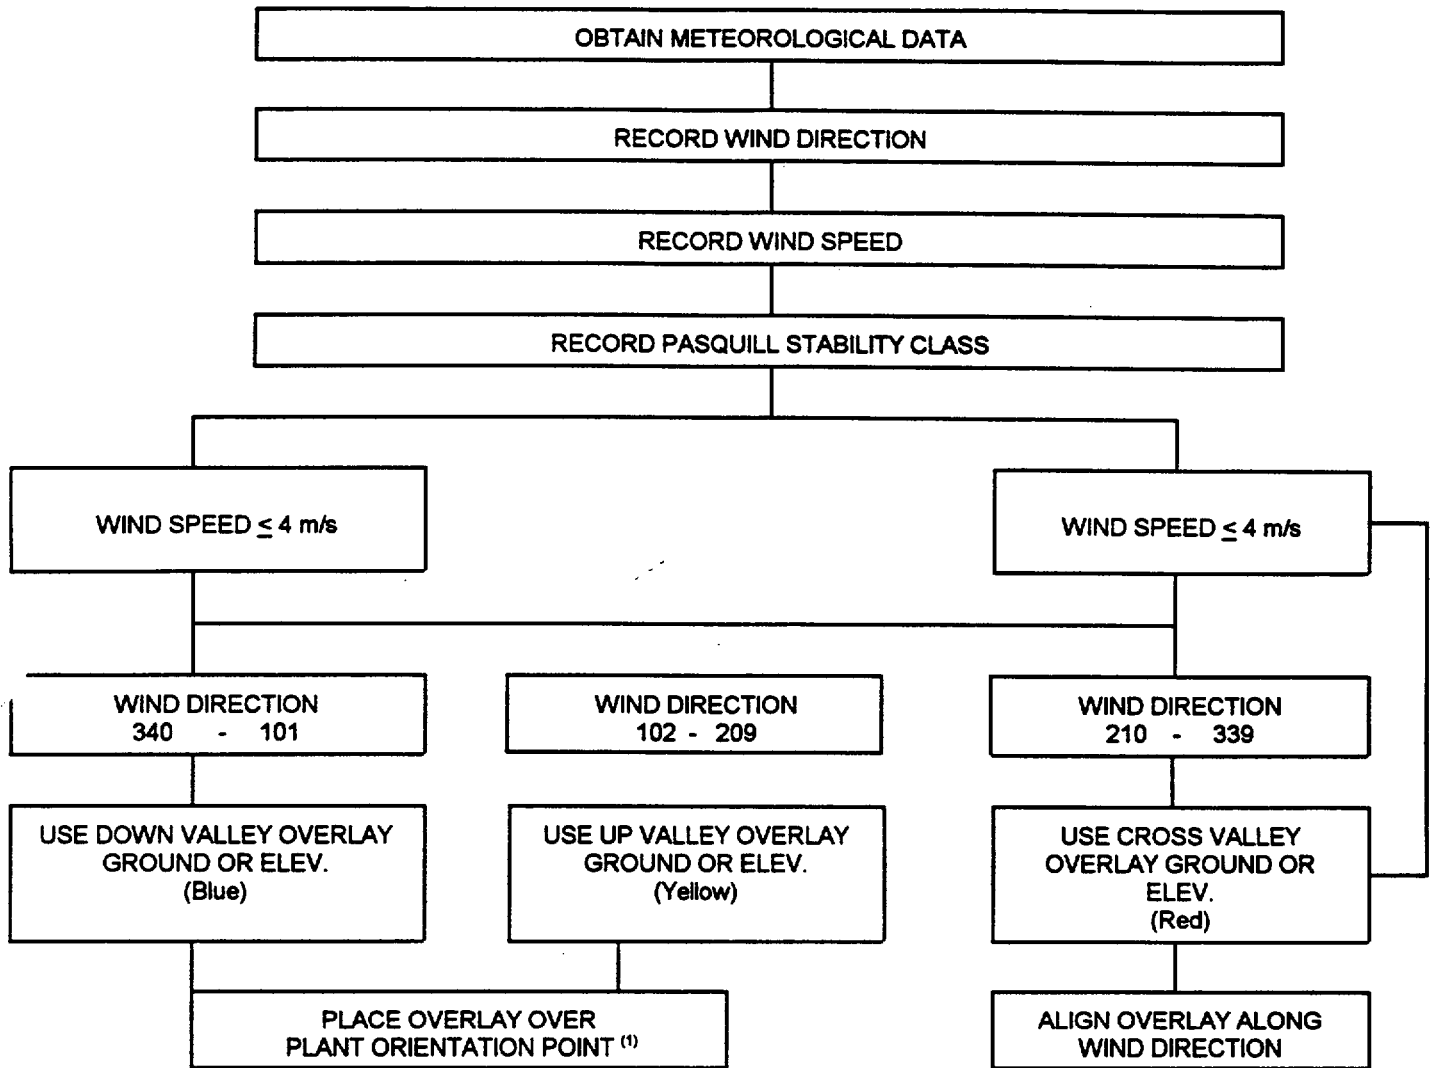 OBTAIN METEOROLOGICAL DATA
RECORD WIND DIRECTION
RECORD WIND SPEED
RECORD PASQUILL STABILITY CLASS
WIND SPEED ≤ 4 m/s
WIND SPEED ≤ 4 m/s
WIND DIRECTION
340 - 101
WIND DIRECTION
102 - 209
WIND DIRECTION
210 - 339
USE DOWN VALLEY OVERLAY
GROUND OR ELEV.
(Blue)
USE UP VALLEY OVERLAY
GROUND OR ELEV.
(Yellow)
USE CROSS VALLEY
OVERLAY GROUND OR
ELEV.
(Red)
PLACE OVERLAY OVER
PLANT ORIENTATION POINT (1)
ALIGN OVERLAY ALONG
WIND DIRECTION